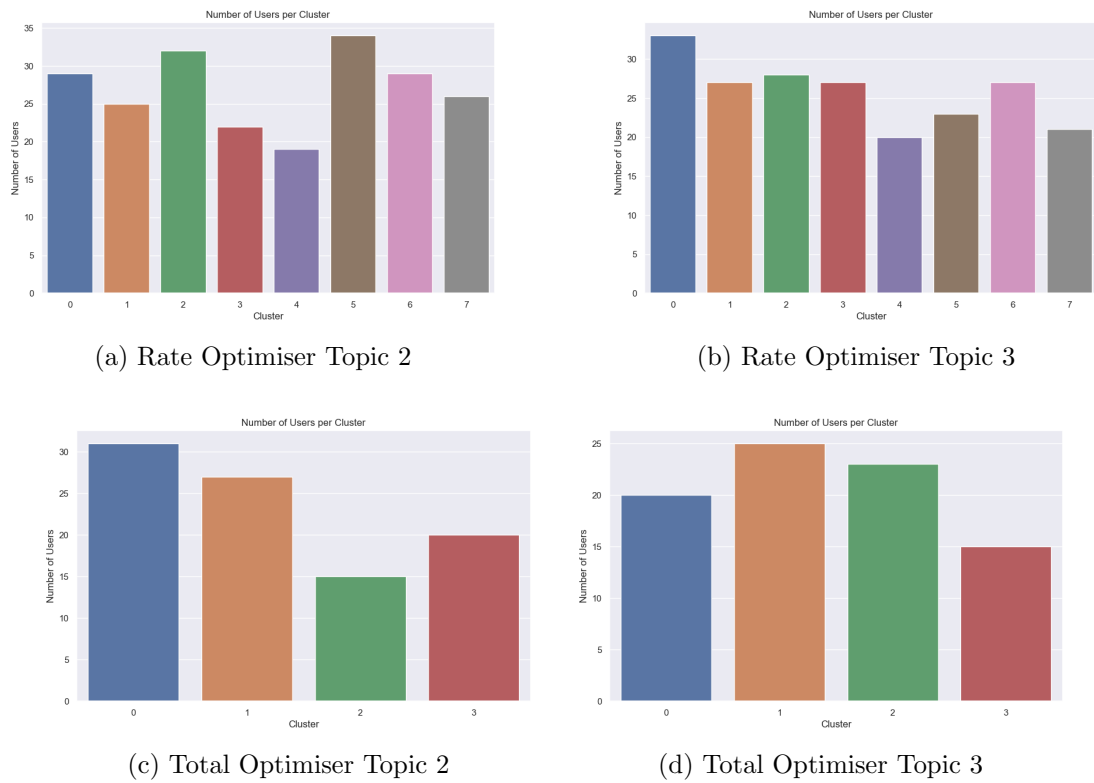 Number of Users per Cluster
35
30
25
20
15
10
5
0
Number of Users
0 1 2 3 4 5 6 7
Cluster
(a) Rate Optimiser Topic 2
Number of Users per Cluster
30
25
20
15
10
5
0
Number of Users
0 1 2 3 4 5 6 7
Cluster
(b) Rate Optimiser Topic 3
Number of Users per Cluster
30
25
20
15
10
5
0
Number of Users
0 1 2 3
Cluster
(c) Total Optimiser Topic 2
Number of Users per Cluster
25
20
15
10
5
0
Number of Users
0 1 2 3
Cluster
(d) Total Optimiser Topic 3